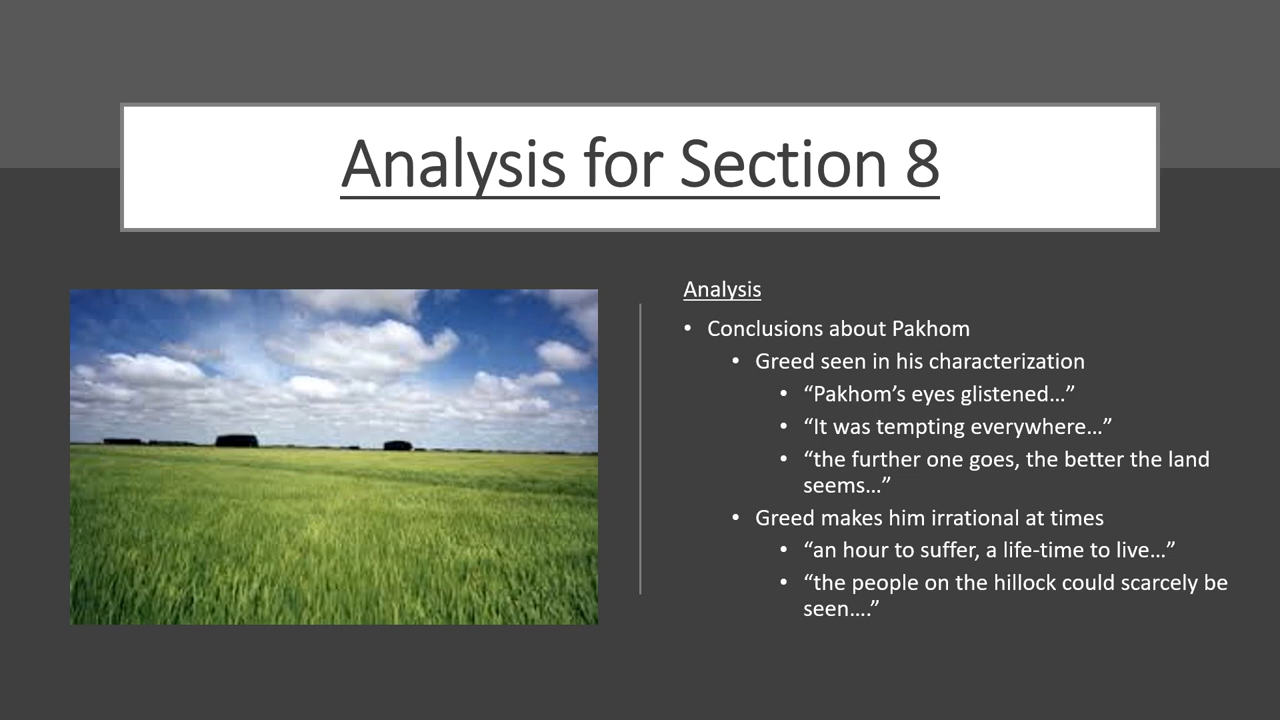 Analysis for Section 8
Analysis
• Conclusions about Pakhom
• Greed seen in his characterization
• “Pakhom’s eyes glistened…”
• “It was tempting everywhere…”
• “the further one goes, the better the land
seems…”
• Greed makes him irrational at times
• “an hour to suffer, a life-time to live…”
• “the people on the hillock could scarcely be
seen….”